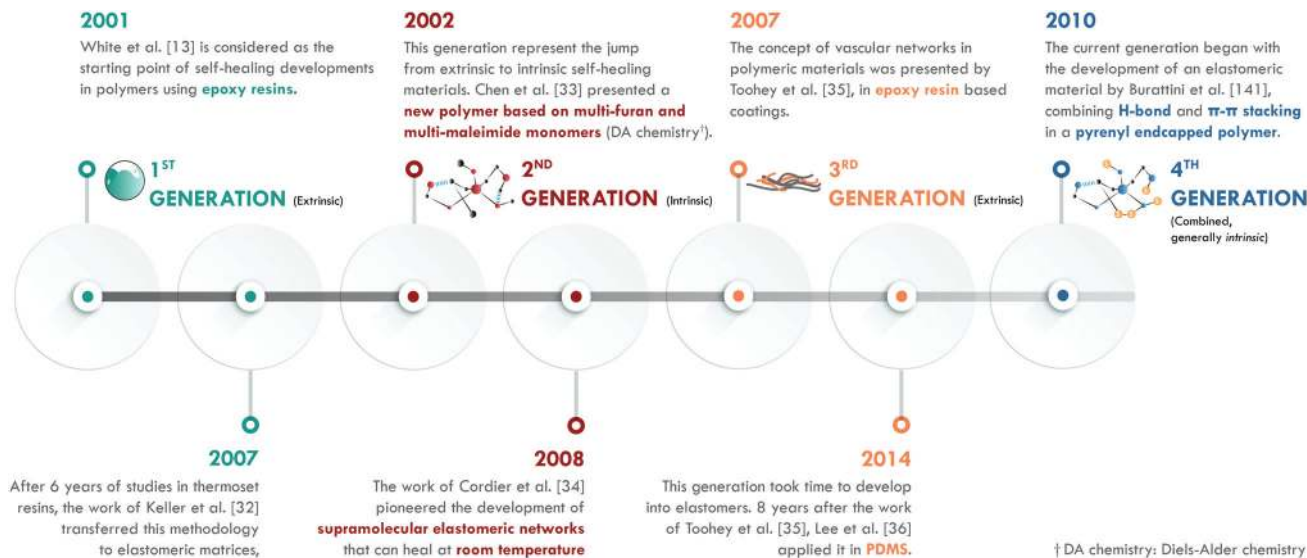 2001
White et al. [13] is considered as the
starting point of self-healing developments
in polymers using epoxy resins.
2002
This generation represent the jump
from extrinsic to intrinsic self-healing
materials. Chen et al. [33] presented a
new polymer based on multi-furan and
multi-maleimide monomers (DA chemistry†).
2007
The concept of vascular networks in
polymeric materials was presented by
Toohey et al. [35], in epoxy resin based
coatings.
2010
The current generation began with
the development of an elastomeric
material by Burattini et al. [141],
combining H-bond and π-π stacking
in a pyrenyl endcapped polymer.
1ST
GENERATION (Extrinsic)
2ND
GENERATION (Intrinsic)
3RD
GENERATION (Extrinsic)
4TH
GENERATION
(Combined,
generally intrinsic)
2007
After 6 years of studies in thermoset
resins, the work of Keller et al. [32]
transferred this methodology
to elastomeric matrices,
2008
The work of Cordier et al. [34]
pioneered the development of
supramolecular elastomeric networks
that can heal at room temperature
2014
This generation took time to develop
into elastomers. 8 years after the work
of Toohey et al. [35], Lee et al. [36]
applied it in PDMS.
† DA chemistry: Diels-Alder chemistry